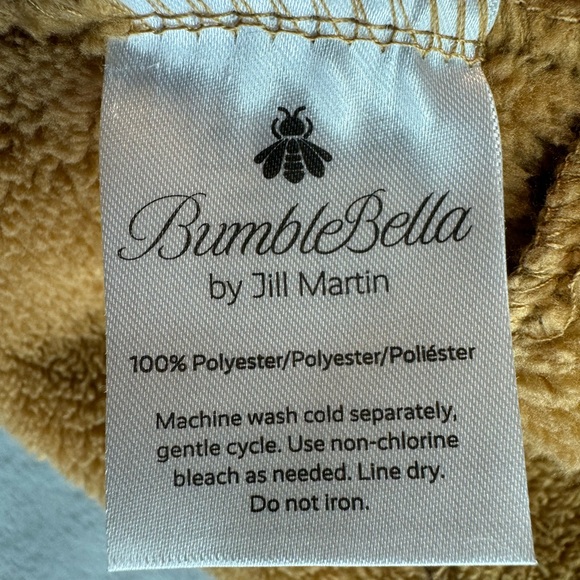 BumbleBella
by Jill Martin
100% Polyester/Polyester/Poliéster
Machine wash cold separately,
gentle cycle. Use non-chlorine
bleach as needed. Line dry.
Do not iron.